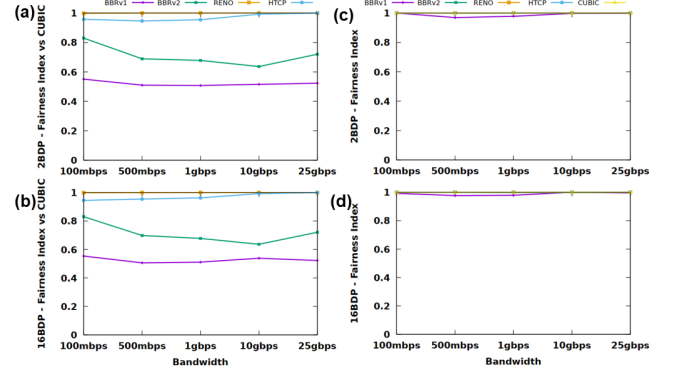 BBRv1 BBRv2 RENO HTCP
(a)
2BDP - Fairness Index vs CUBIC
1
0.8
0.6
0.4
0.2
0
100mbps 500mbps 1gbps 10gbps 25gbps
BBRv1 BBRv2 RENO HTCP CUBIC
(c)
2BDP - Fairness Index
1
0.8
0.6
0.4
0.2
0
100mbps 500mbps 1gbps 10gbps 25gbps
(b)
16BDP - Fairness Index vs CUBIC
1
0.8
0.6
0.4
0.2
0
100mbps 500mbps 1gbps 10gbps 25gbps
Bandwidth
(d)
16BDP - Fairness Index
1
0.8
0.6
0.4
0.2
0
100mbps 500mbps 1gbps 10gbps 25gbps
Bandwidth